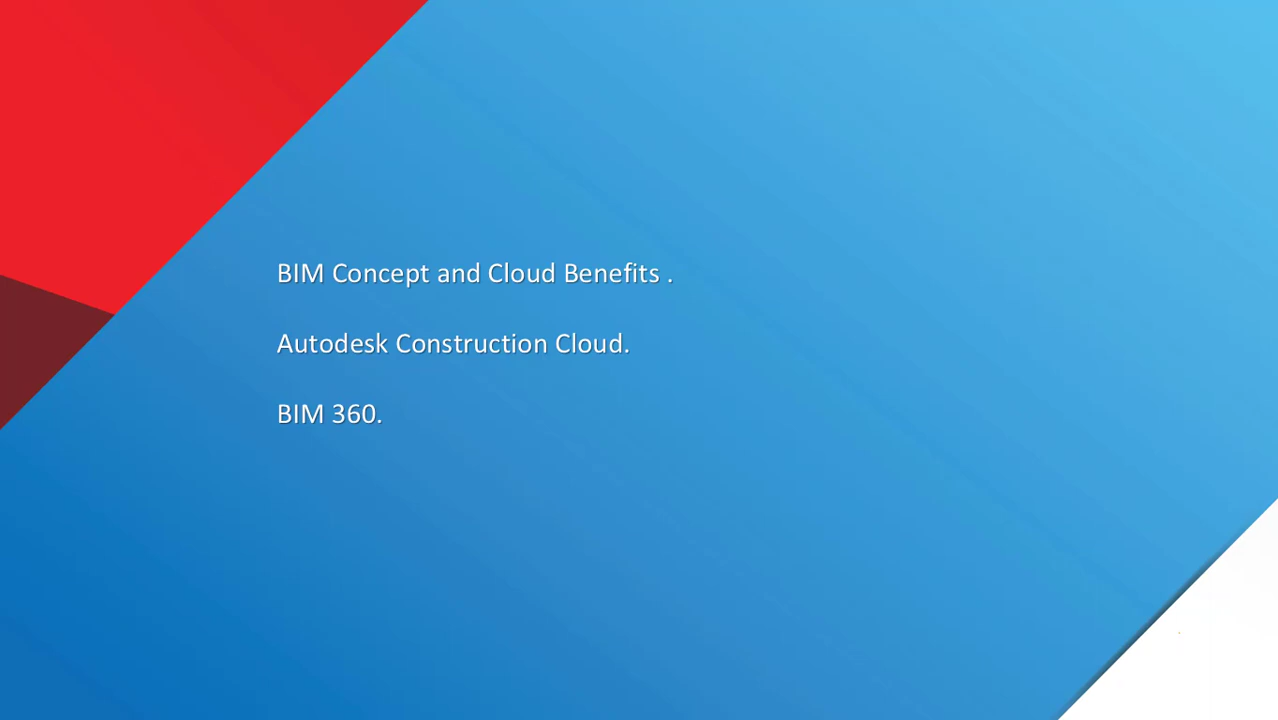 BIM Concept and Cloud Benefits .
Autodesk Construction Cloud.
BIM 360.